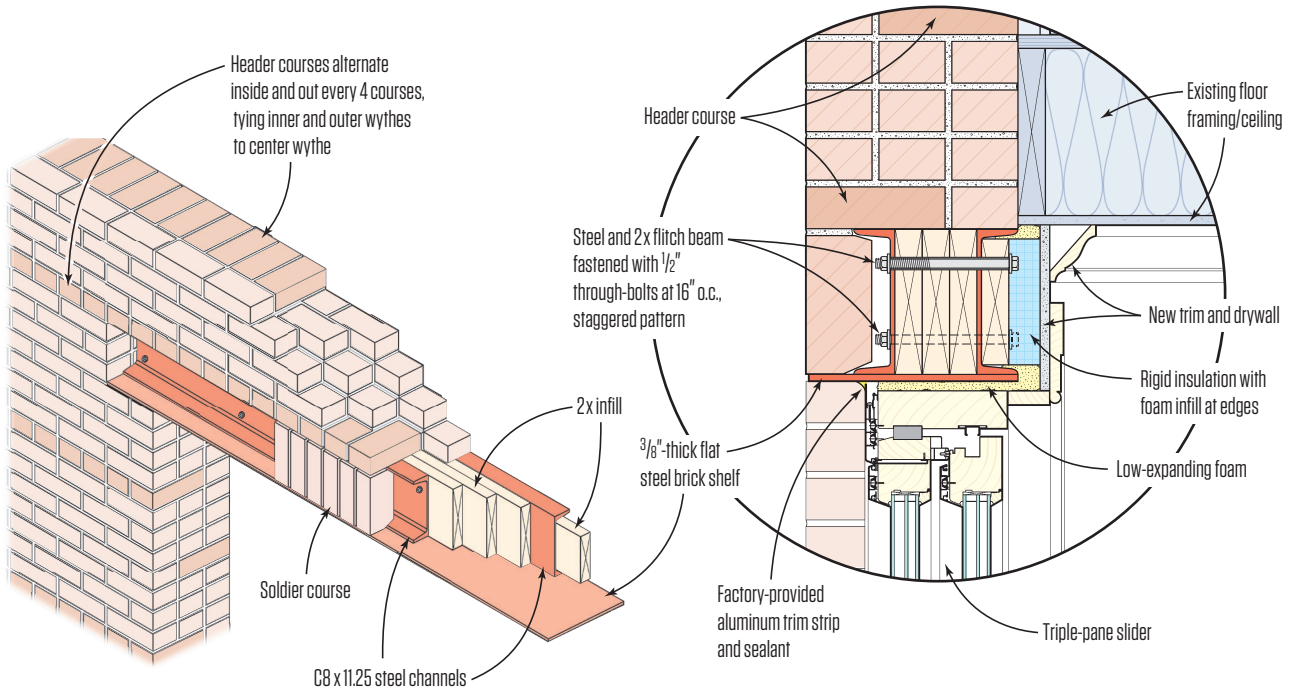 Header courses alternate
inside and out every 4 courses,
tying inner and outer wythes
to center wythe
2x infill
3/8"-thick flat
steel brick shelf
Soldier course
C8 x 11.25 steel channels
Header course
Steel and 2x flitch beam
fastened with 1/2"
through-bolts at 16" o.c.,
staggered pattern
Existing floor
framing/ceiling
New trim and drywall
Rigid insulation with
foam infill at edges
Low-expanding foam
Factory-provided
aluminum trim strip
and sealant
Triple-pane slider